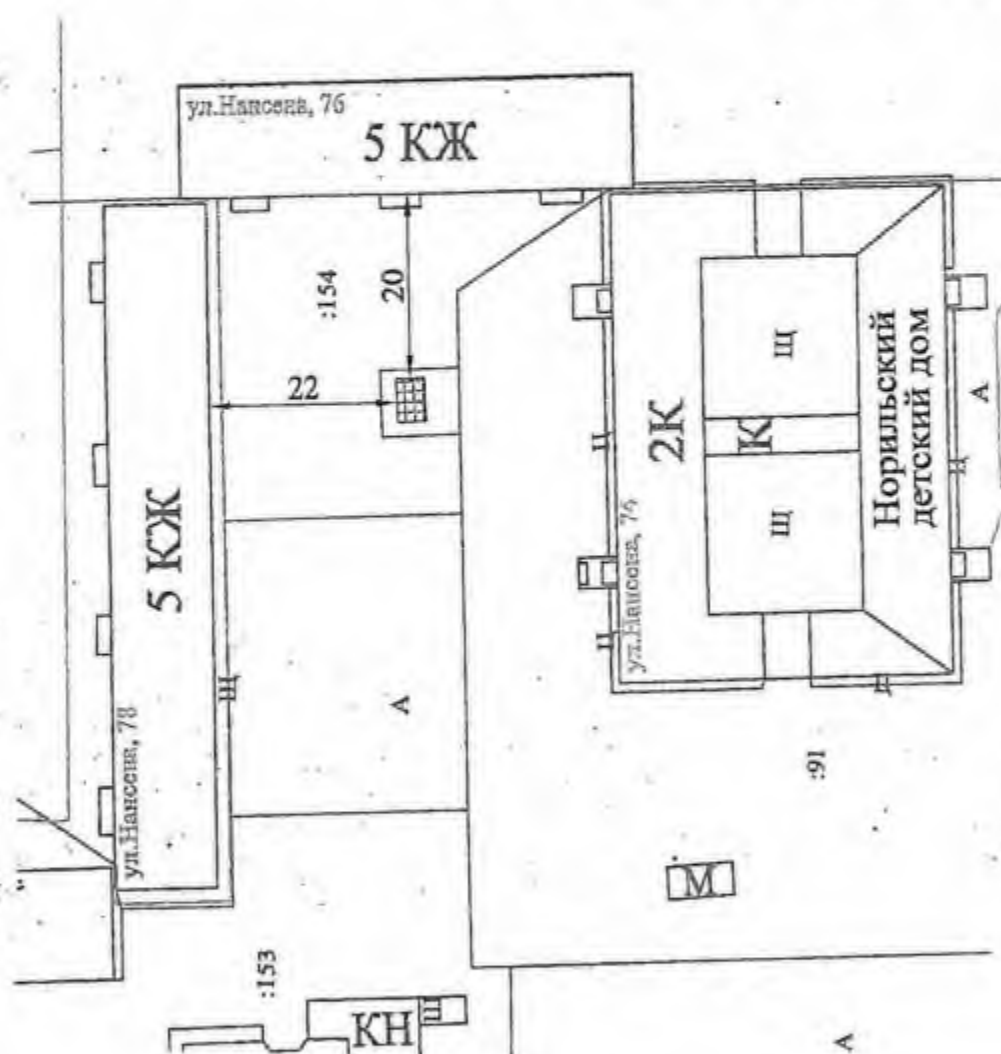 ул.Нансена, 76
5 КЖ
:154
20
22
5 КЖ
ул.Нансена, 78
А
2К
ул.Нансена, 74
Щ
К
Щ
Норильский
детский дом
А
:91
М
:153
КН
А